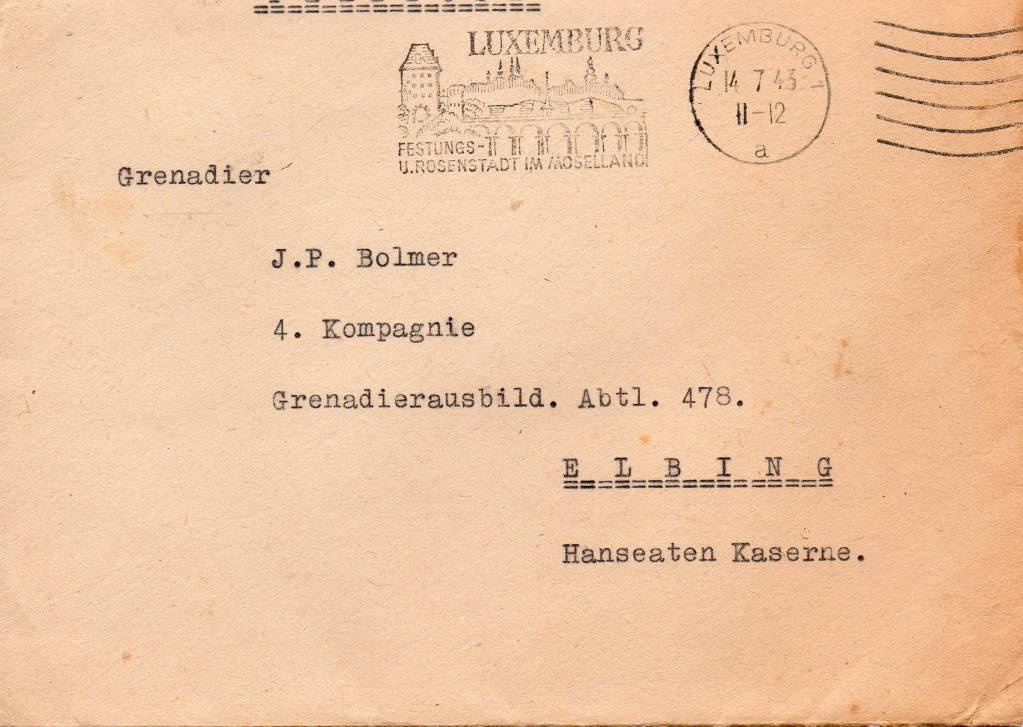 LUXEMBURG
FESTUNGS-
U.ROSENSTADT IM MOSELLAND
LUXEMBURG 1
14 7 43
11-12
a
Grenadier
J.P. Bolmer
4. Kompagnie
Grenadierausbild. Abtl. 478.
E L B I N G
Hanseaten Kaserne.